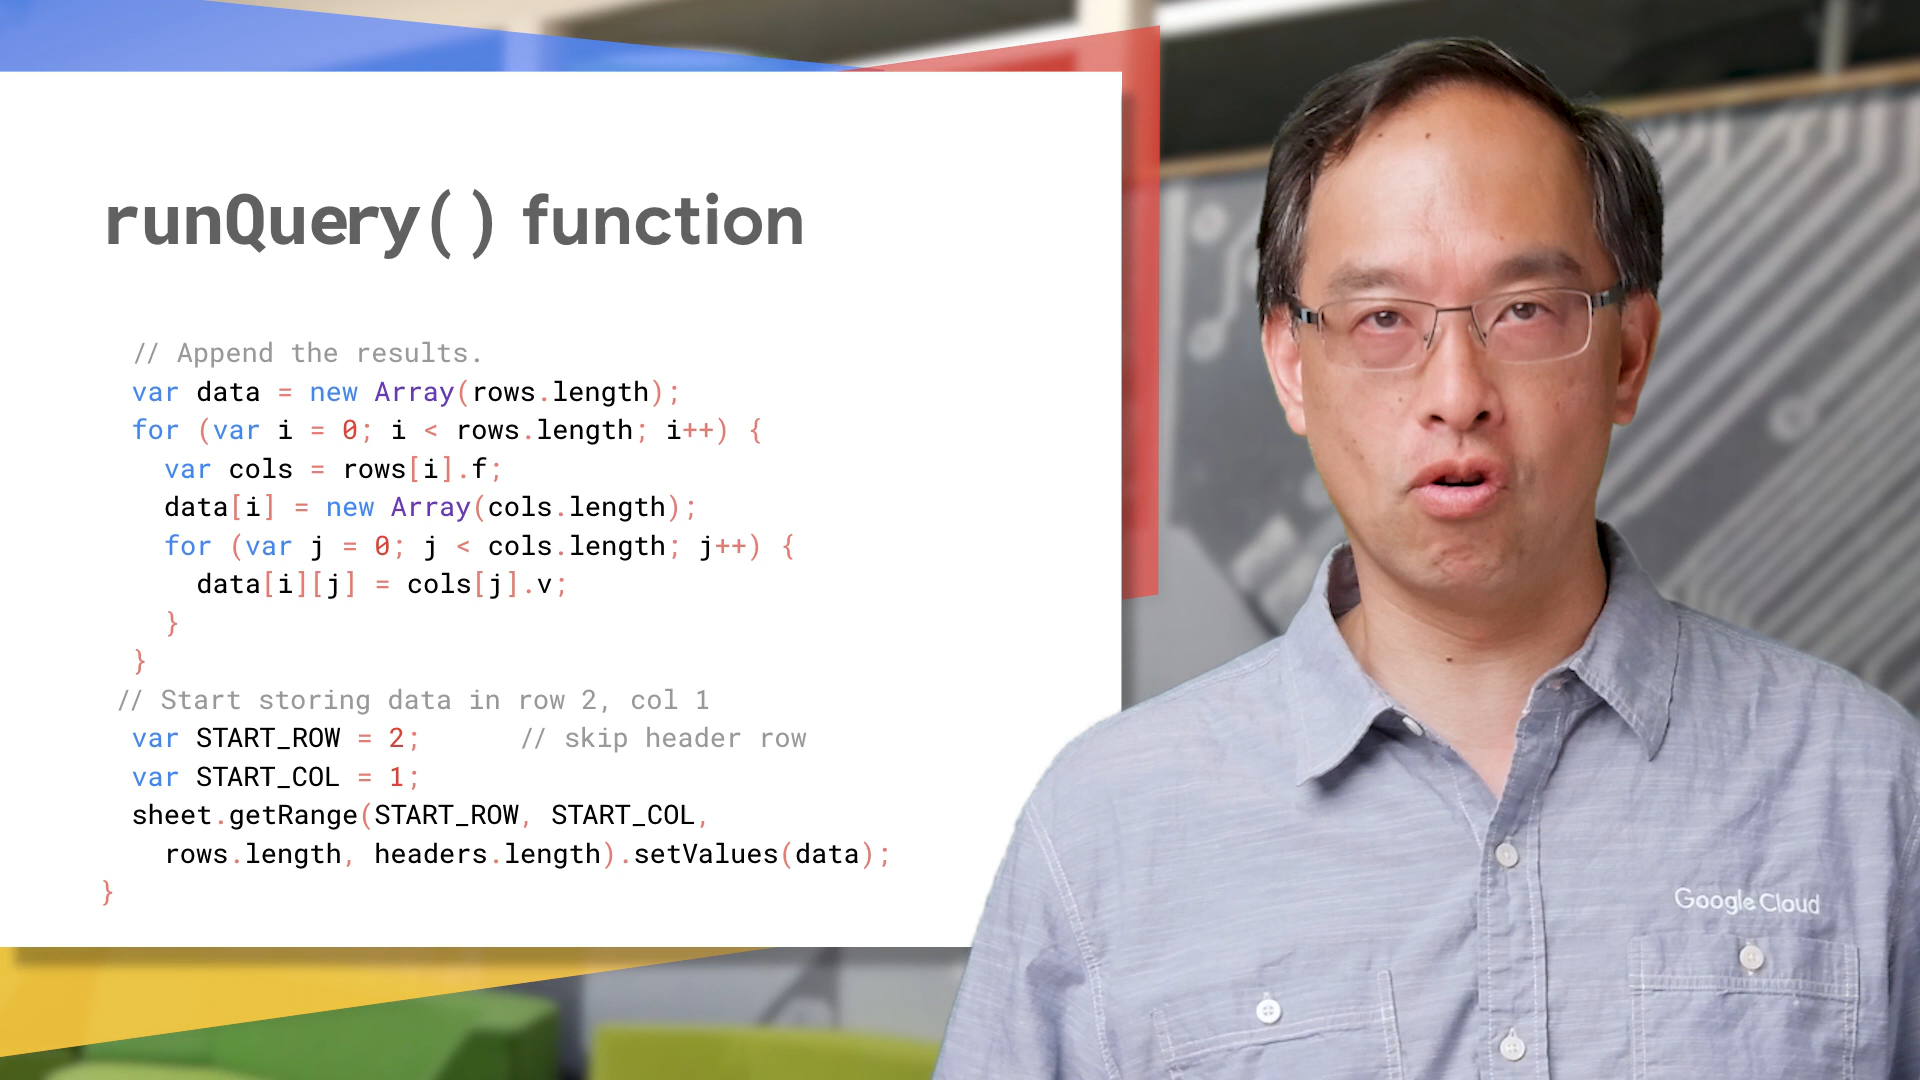 runQuery() function
// Append the results.
var data = new Array(rows.length);
for (var i = 0; i < rows.length; i++) {
var cols = rows[i].f;
data[i] = new Array(cols.length);
for (var j = 0; j < cols.length; j++) {
data[i][j] = cols[j].v;
}
}
// Start storing data in row 2, col 1
var START_ROW = 2; // skip header row
var START_COL = 1;
sheet.getRange(START_ROW, START_COL,
rows.length, headers.length).setValues(data);
}
Google Cloud